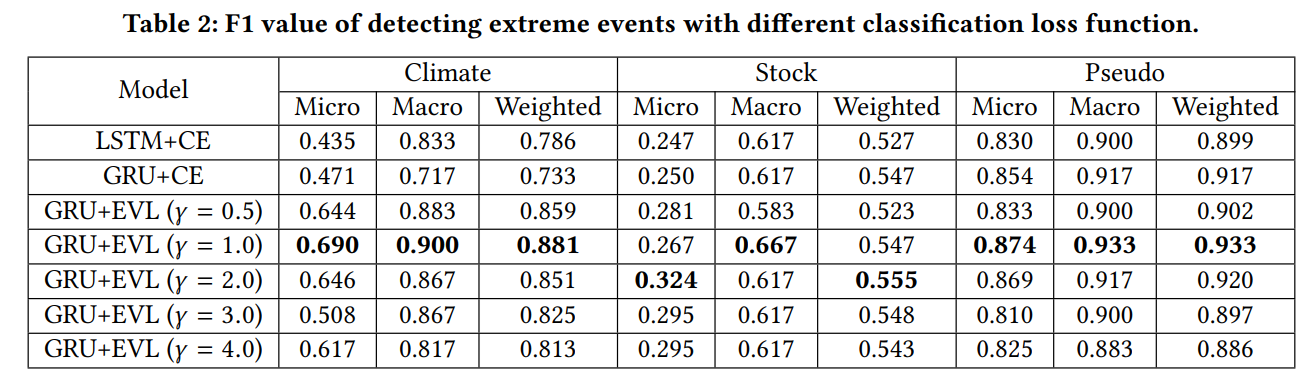 Table 2: F1 value of detecting extreme events with different classification loss function.
Model Climate Stock Pseudo
Micro Macro Weighted Micro Macro Weighted Micro Macro Weighted
LSTM+CE 0.435 0.833 0.786 0.247 0.617 0.527 0.830 0.900 0.899
GRU+CE 0.471 0.717 0.733 0.250 0.617 0.547 0.854 0.917 0.917
GRU+EVL (γ = 0.5) 0.644 0.883 0.859 0.281 0.583 0.523 0.833 0.900 0.902
GRU+EVL (γ = 1.0) 0.690 0.900 0.881 0.267 0.667 0.547 0.874 0.933 0.933
GRU+EVL (γ = 2.0) 0.646 0.867 0.851 0.324 0.617 0.555 0.869 0.917 0.920
GRU+EVL (γ = 3.0) 0.508 0.867 0.825 0.295 0.617 0.548 0.810 0.900 0.897
GRU+EVL (γ = 4.0) 0.617 0.817 0.813 0.295 0.617 0.543 0.825 0.883 0.886